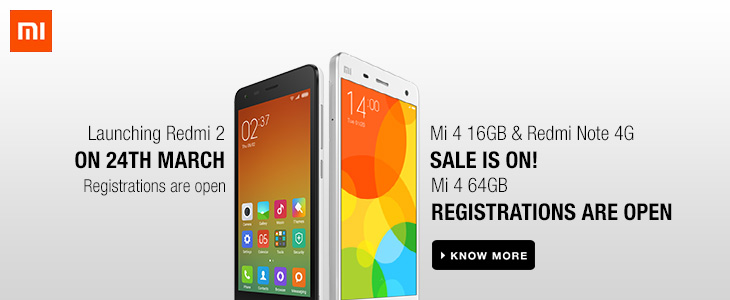 mi
Launching Redmi 2
ON 24TH MARCH
Registrations are open
02:37
mi
14:00
Mi 4 16GB & Redmi Note 4G
SALE IS ON!
Mi 4 64GB
REGISTRATIONS ARE OPEN
KNOW MORE